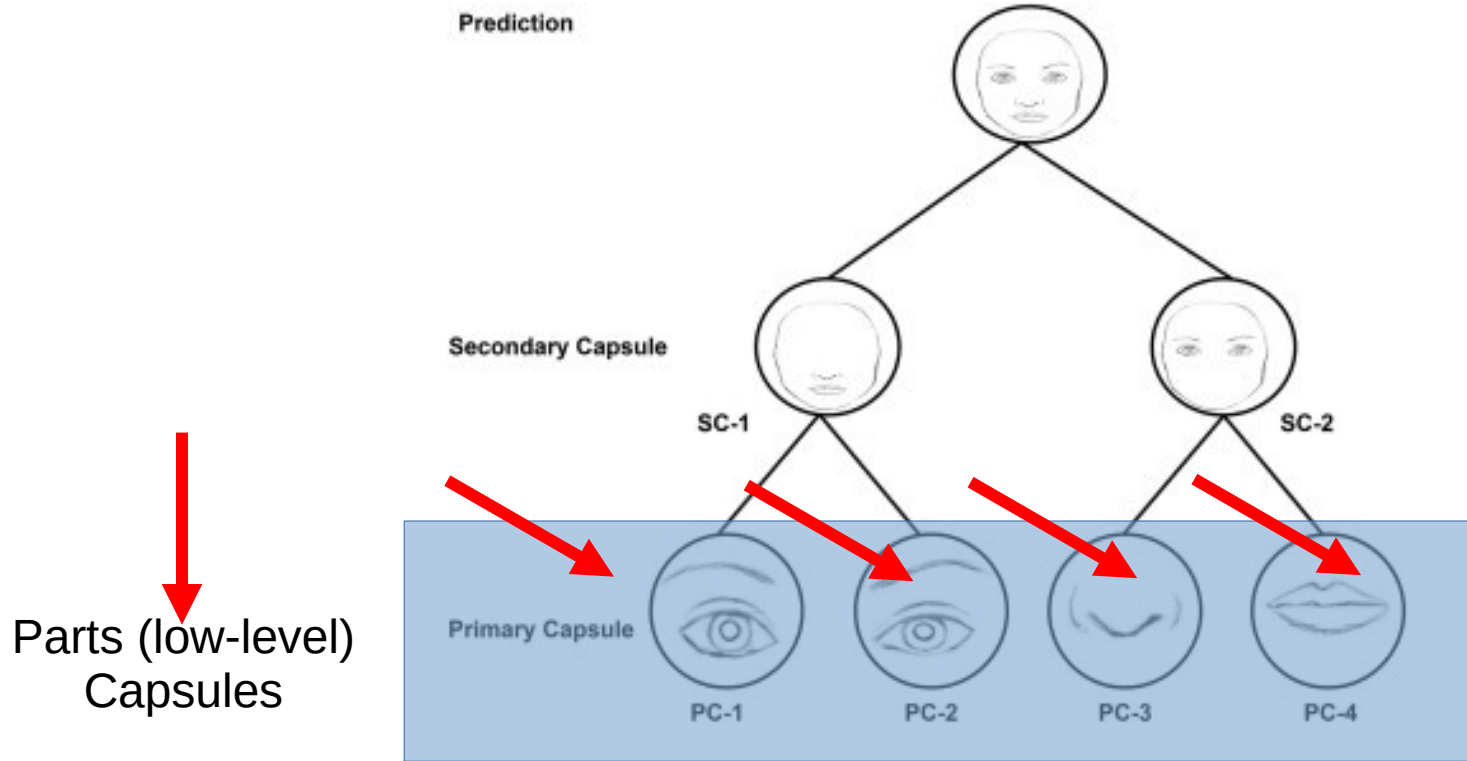 Prediction
Secondary Capsule
SC-1
SC-2
Parts (low-level)
Capsules
Primary Capsule
PC-1
PC-2
PC-3
PC-4